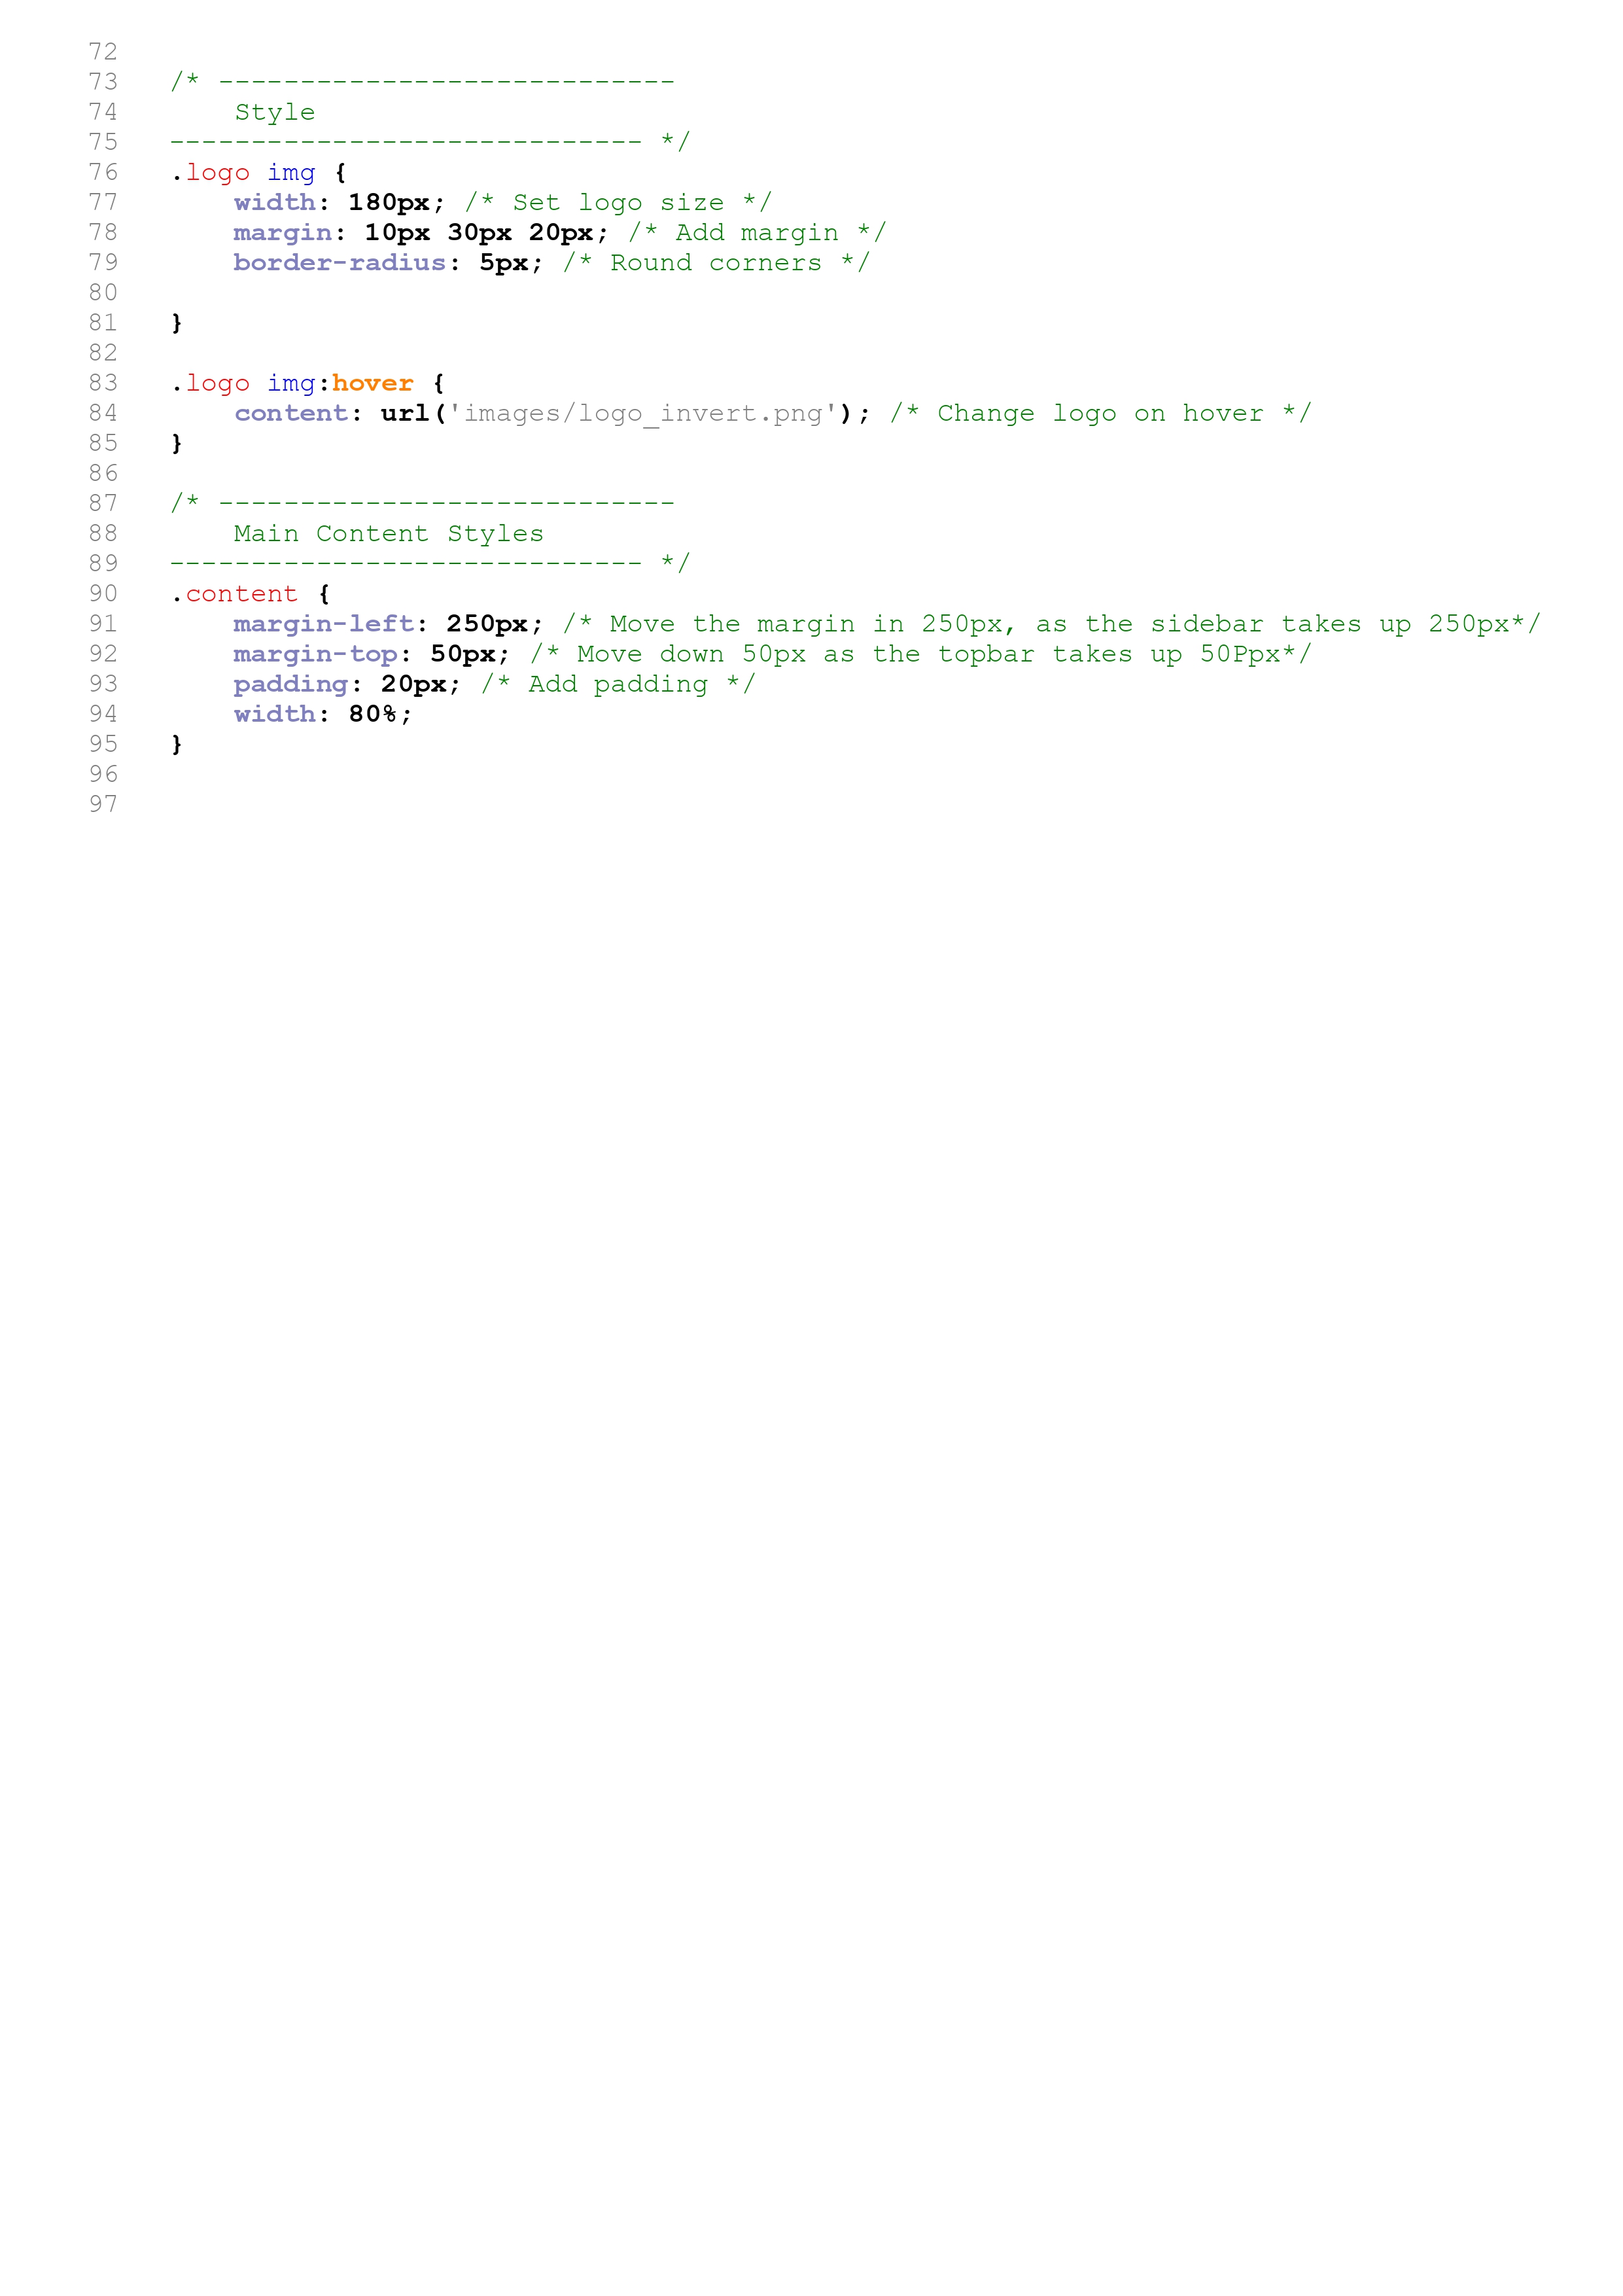 72
73 /* ----------------------------
74     Style
75 ----------------------------- */
76 .logo img {
77     width: 180px; /* Set logo size */
78     margin: 10px 30px 20px; /* Add margin */
79     border-radius: 5px; /* Round corners */
80
81 }
82
83 .logo img:hover {
84     content: url('images/logo_invert.png'); /* Change logo on hover */
85 }
86
87 /* ----------------------------
88     Main Content Styles
89 ----------------------------- */
90 .content {
91     margin-left: 250px; /* Move the margin in 250px, as the sidebar takes up 250px*/
92     margin-top: 50px; /* Move down 50px as the topbar takes up 50Ppx*/
93     padding: 20px; /* Add padding */
94     width: 80%;
95 }
96
97